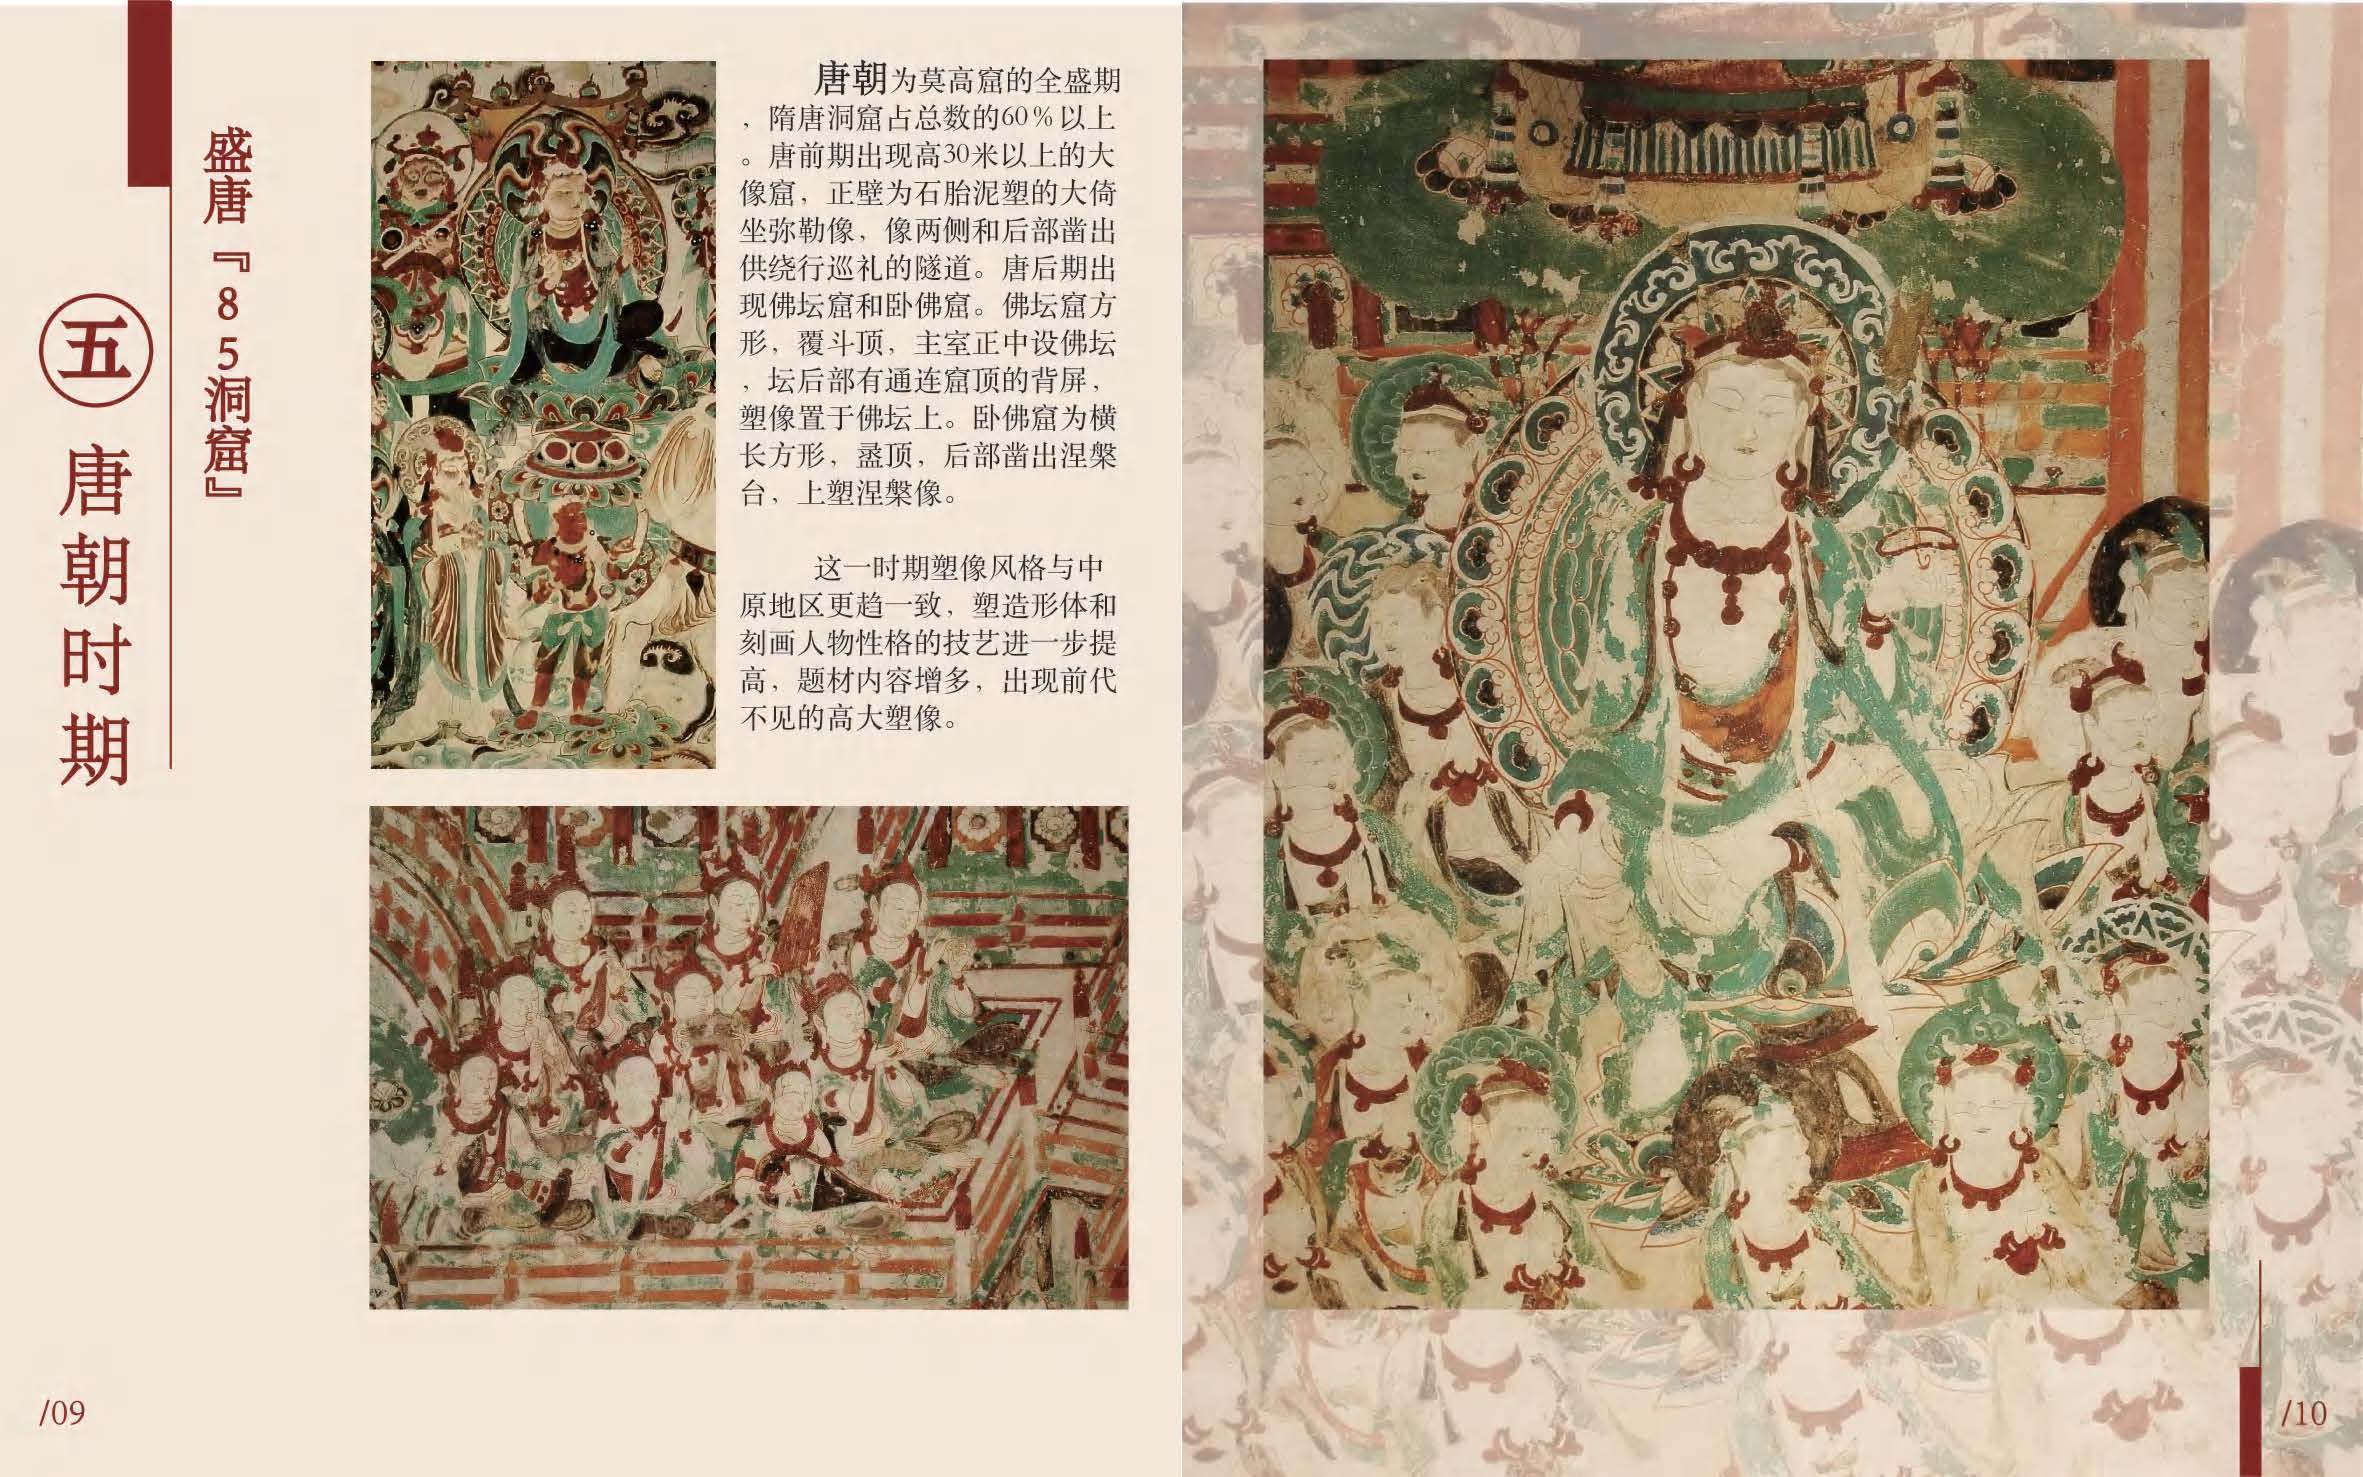 五
唐朝时期
盛唐『85洞窟』
唐朝为莫高窟的全盛期
，隋唐洞窟占总数的60%以上
。唐前期出现高30米以上的大
像窟，正壁为石胎泥塑的大倚
坐弥勒像，像两侧和后部凿出
供绕行巡礼的隧道。唐后期出
现佛坛窟和卧佛窟。佛坛窟方
形，覆斗顶，主室正中设佛坛
，坛后部有通连窟顶的背屏，
塑像置于佛坛上。卧佛窟为横
长方形，盝顶，后部凿出涅槃
台，上塑涅槃像。
这一时期塑像风格与中
原地区更趋一致，塑造形体和
刻画人物性格的技艺进一步提
高，题材内容增多，出现前代
不见的高大塑像。
/09
/10